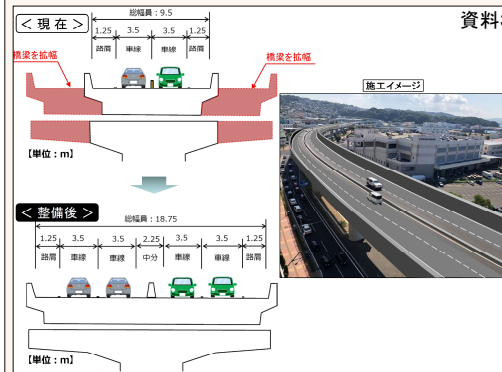 資料
＜ 現 在 ＞
総幅員：9.5
1.25 3.5 3.5 1.25
路肩 車線 車線 路肩
橋梁を拡幅
橋梁を拡幅
【単位：m】
施工イメージ
＜ 整備後 ＞
総幅員：18.75
1.25 3.5 3.5 2.25 3.5 3.5 1.25
路肩 車線 車線 中分 車線 車線 路肩
【単位：m】